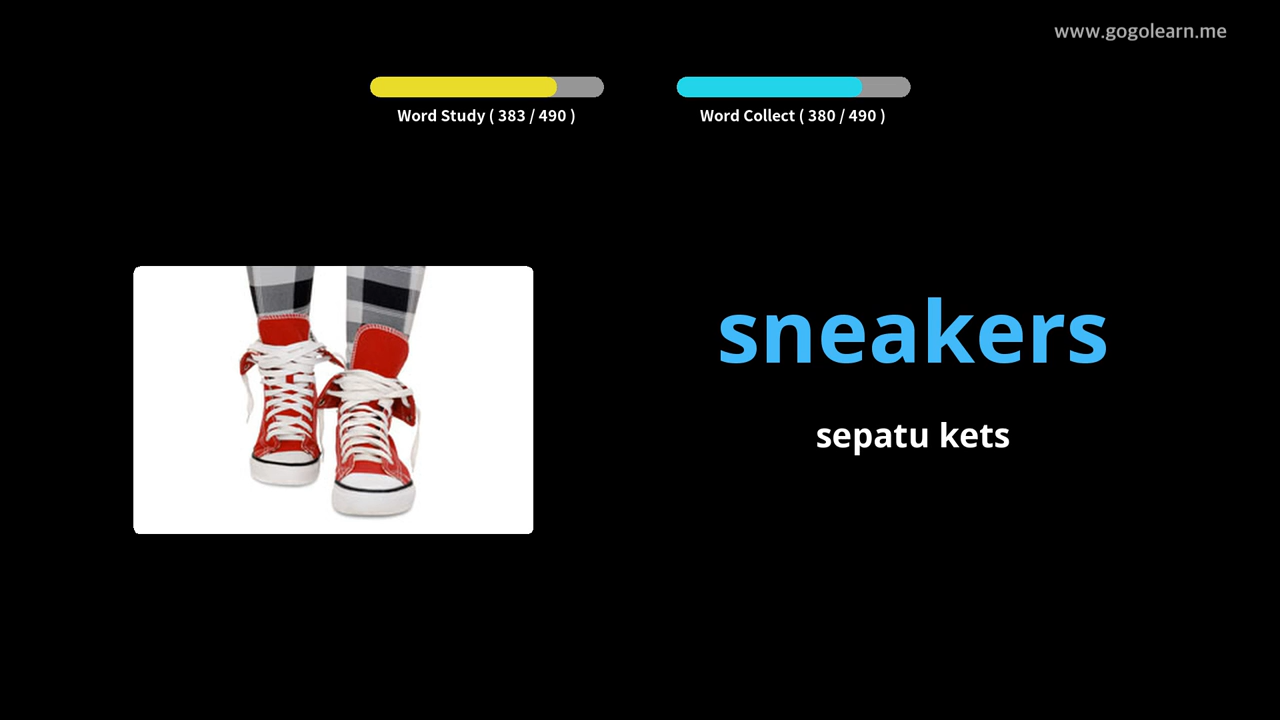 www.gogolearn.me
Word Study ( 383 / 490 )
Word Collect ( 380 / 490 )
sneakers
sepatu kets